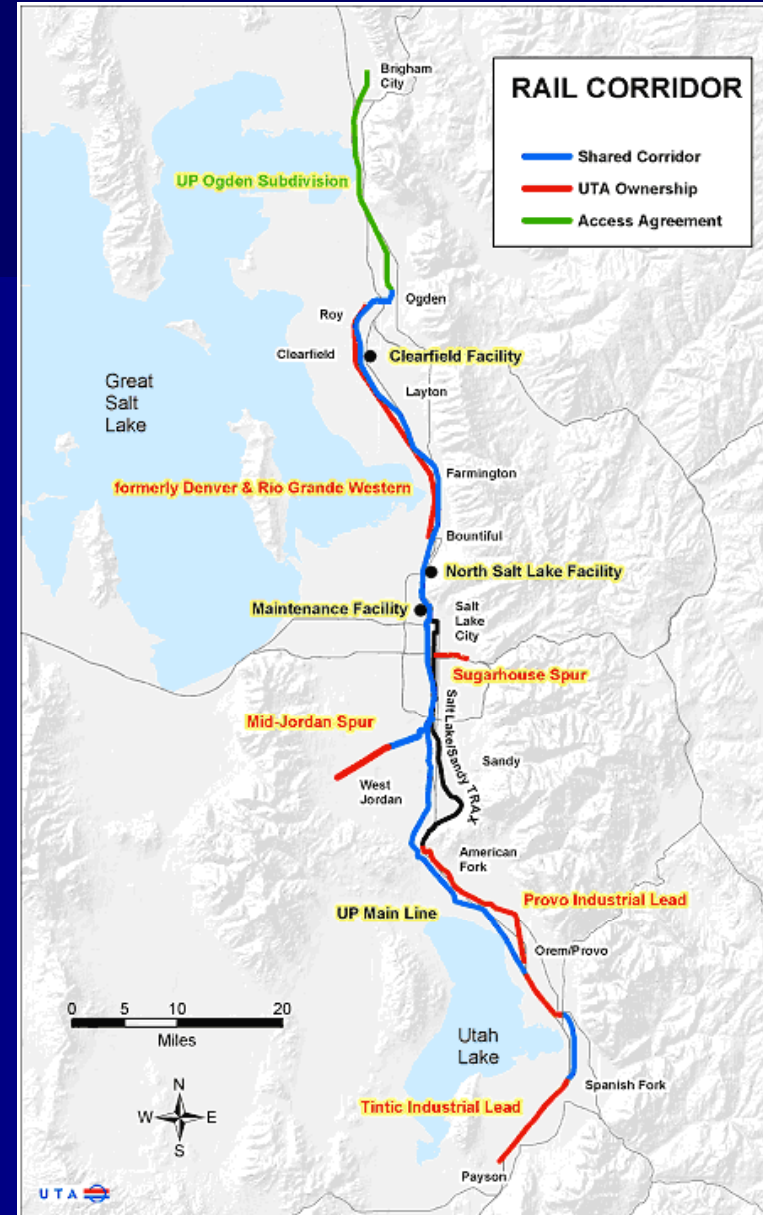 Brigham
City
RAIL CORRIDOR
Shared Corridor
UTA Ownership
Access Agreement
UP Ogden Subdivision
Ogden
Roy
Clearfield
Clearfield Facility
Great
Salt
Lake
Layton
Farmington
formerly Denver & Rio Grande Western
Bountiful
North Salt Lake Facility
Maintenance Facility
Salt
Lake
City
Sugarhouse Spur
Mid-Jordan Spur
Salt Lake/Sandy TRAX
Sandy
West
Jordan
American
Fork
Provo Industrial Lead
UP Main Line
Orem/Provo
0 5 10 20
Miles
Utah
Lake
N
W E
S
Spanish Fork
Tintic Industrial Lead
Payson
UTA